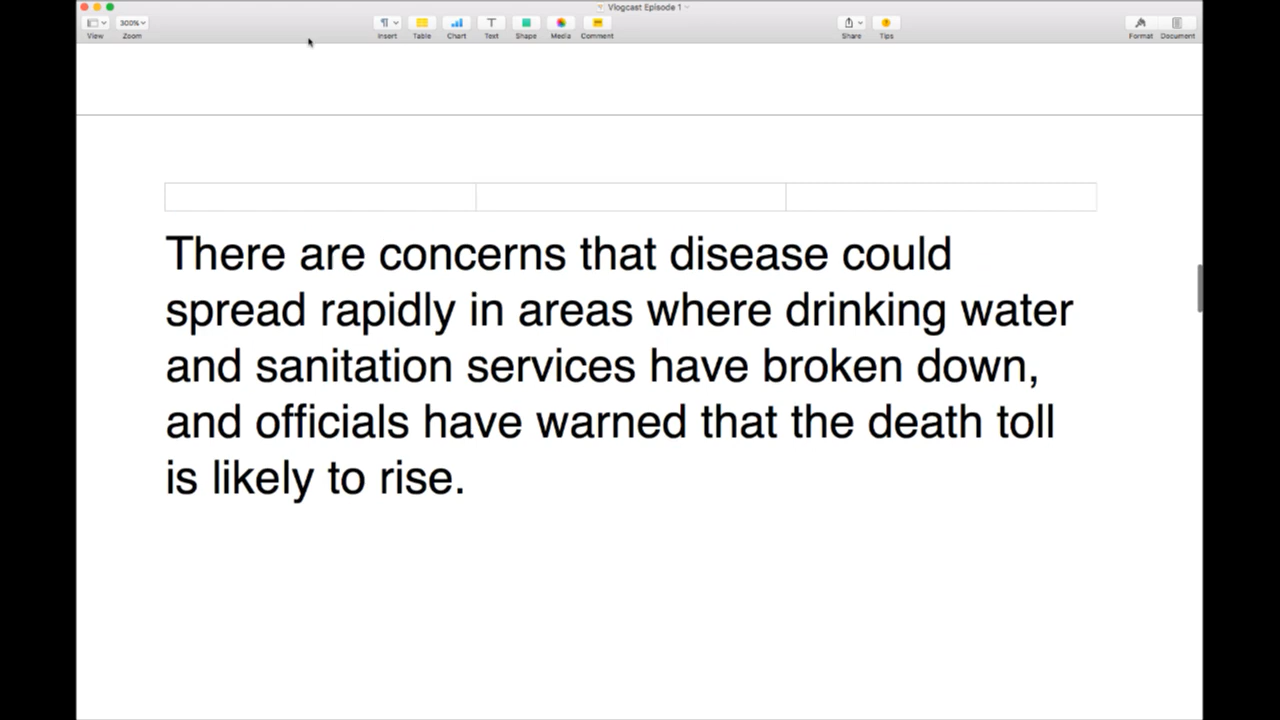 Vlogcast Episode 1
300%
View
Zoom
Insert
Table
Chart
Text
Shape
Media
Comment
Share
Tips
Format
Document
There are concerns that disease could
spread rapidly in areas where drinking water
and sanitation services have broken down,
and officials have warned that the death toll
is likely to rise.